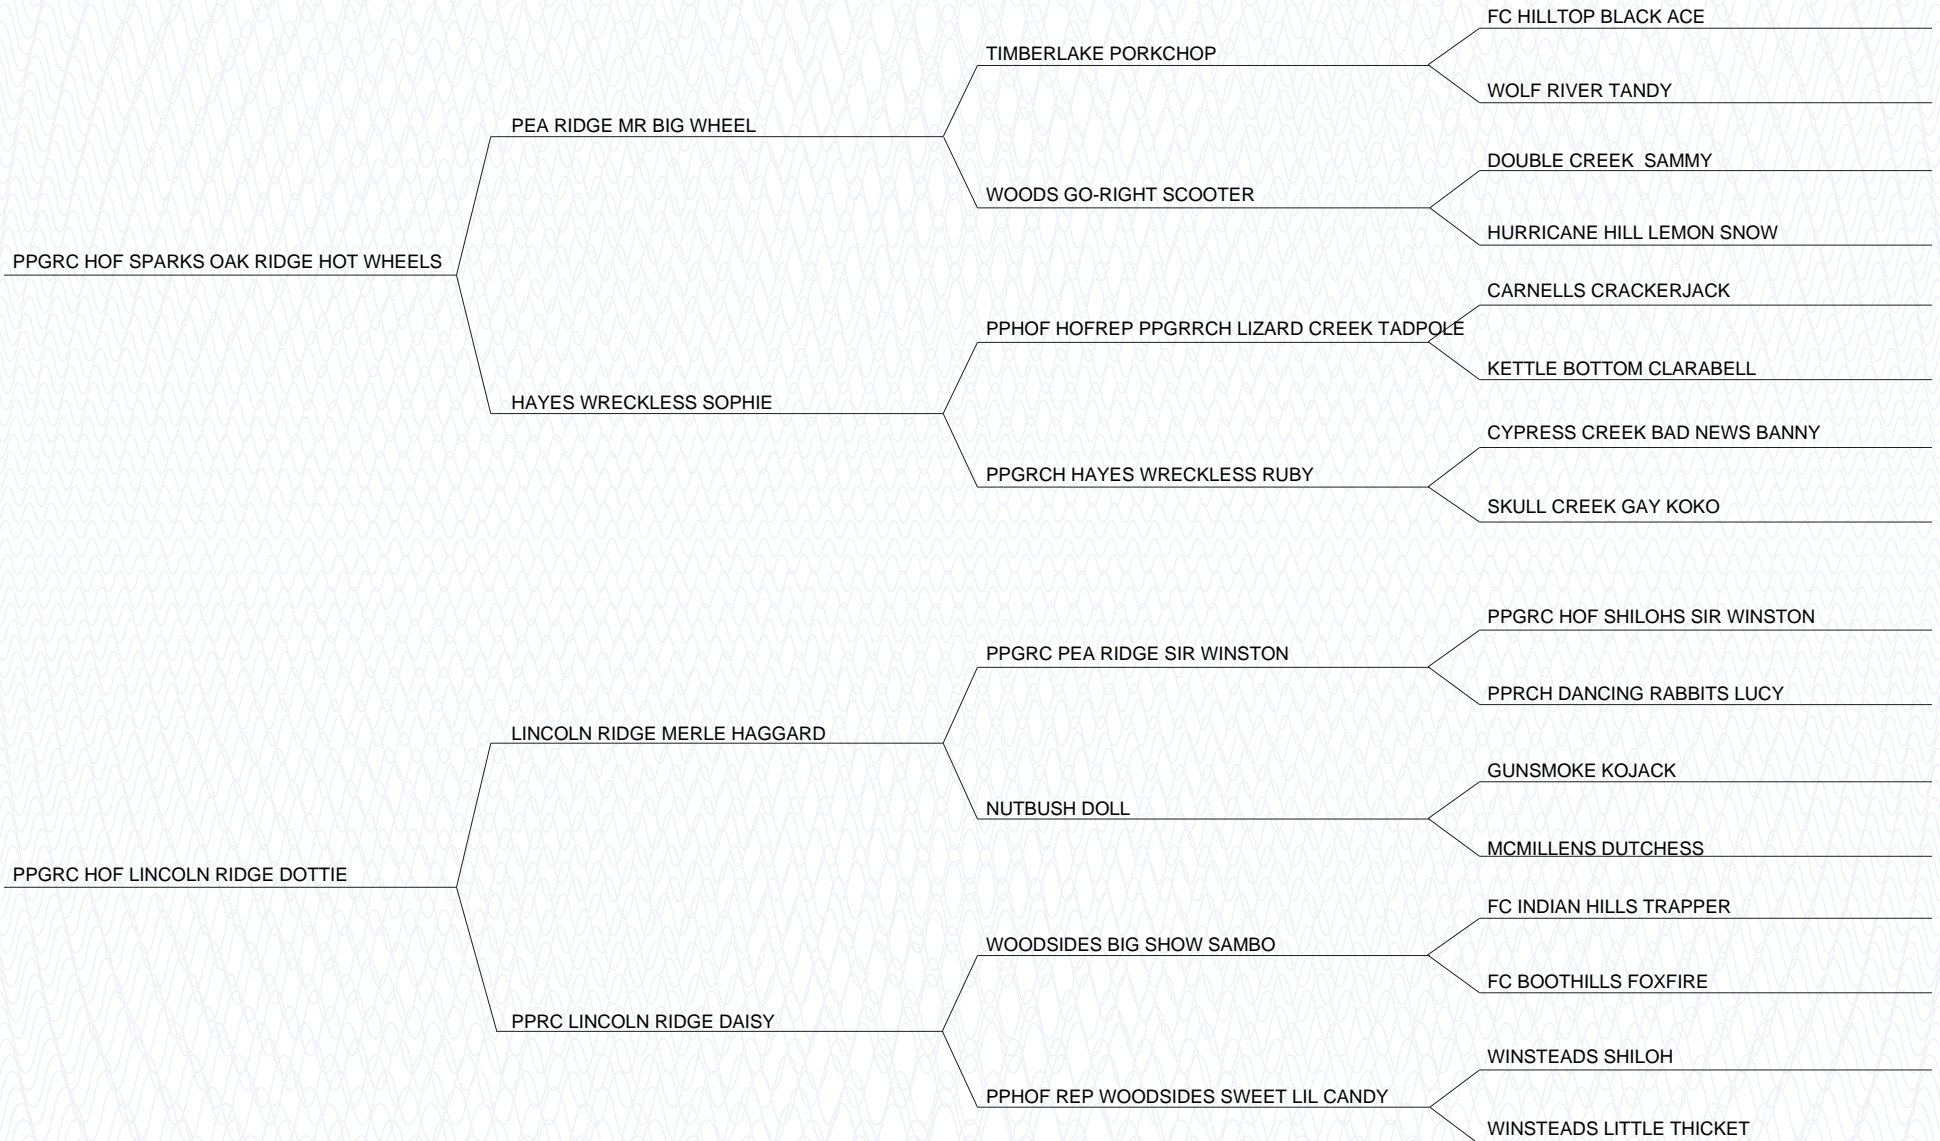 FC HILLTOP BLACK ACE
TIMBERLAKE PORKCHOP
WOLF RIVER TANDY
PEA RIDGE MR BIG WHEEL
DOUBLE CREEK  SAMMY
WOODS GO-RIGHT SCOOTER
HURRICANE HILL LEMON SNOW
PPGRC HOF SPARKS OAK RIDGE HOT WHEELS
CARNELLS CRACKERJACK
PPHOF HOFREP PPGRRCH LIZARD CREEK TADPOLE
KETTLE BOTTOM CLARABELL
HAYES WRECKLESS SOPHIE
CYPRESS CREEK BAD NEWS BANNY
PPGRCH HAYES WRECKLESS RUBY
SKULL CREEK GAY KOKO
PPGRC HOF SHILOHS SIR WINSTON
PPGRC PEA RIDGE SIR WINSTON
PPRCH DANCING RABBITS LUCY
LINCOLN RIDGE MERLE HAGGARD
GUNSMOKE KOJACK
NUTBUSH DOLL
MCMILLENS DUTCHESS
PPGRC HOF LINCOLN RIDGE DOTTIE
FC INDIAN HILLS TRAPPER
WOODSIDES BIG SHOW SAMBO
FC BOOTHILLS FOXFIRE
PPRC LINCOLN RIDGE DAISY
WINSTEADS SHILOH
PPHOF REP WOODSIDES SWEET LIL CANDY
WINSTEADS LITTLE THICKET